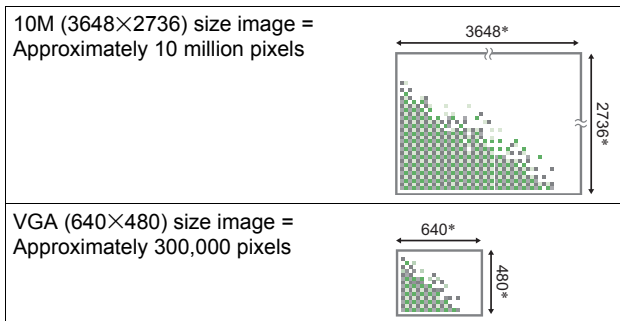 10M (3648×2736) size image =
Approximately 10 million pixels
3648*
2736*
VGA (640×480) size image =
Approximately 300,000 pixels
640*
480*